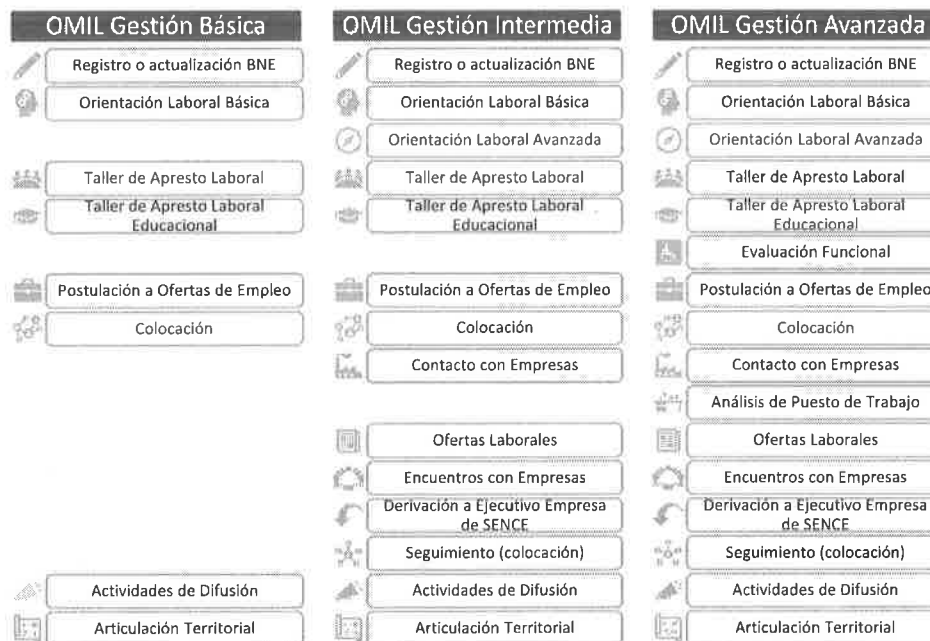 OMIL Gestión Básica
Registro o actualización BNE
Orientación Laboral Básica
Taller de Apresto Laboral
Taller de Apresto Laboral
Educacional
Postulación a Ofertas de Empleo
Colocación
Actividades de Difusión
Articulación Territorial
OMIL Gestión Intermedia
Registro o actualización BNE
Orientación Laboral Básica
Orientación Laboral Avanzada
Taller de Apresto Laboral
Taller de Apresto Laboral
Educacional
Postulación a Ofertas de Empleo
Colocación
Contacto con Empresas
Ofertas Laborales
Encuentros con Empresas
Derivación a Ejecutivo Empresa
de SENCE
Seguimiento (colocación)
Actividades de Difusión
Articulación Territorial
OMIL Gestión Avanzada
Registro o actualización BNE
Orientación Laboral Básica
Orientación Laboral Avanzada
Taller de Apresto Laboral
Taller de Apresto Laboral
Educacional
Evaluación Funcional
Postulación a Ofertas de Empleo
Colocación
Contacto con Empresas
Análisis de Puesto de Trabajo
Ofertas Laborales
Encuentros con Empresas
Derivación a Ejecutivo Empresa
de SENCE
Seguimiento (colocación)
Actividades de Difusión
Articulación Territorial